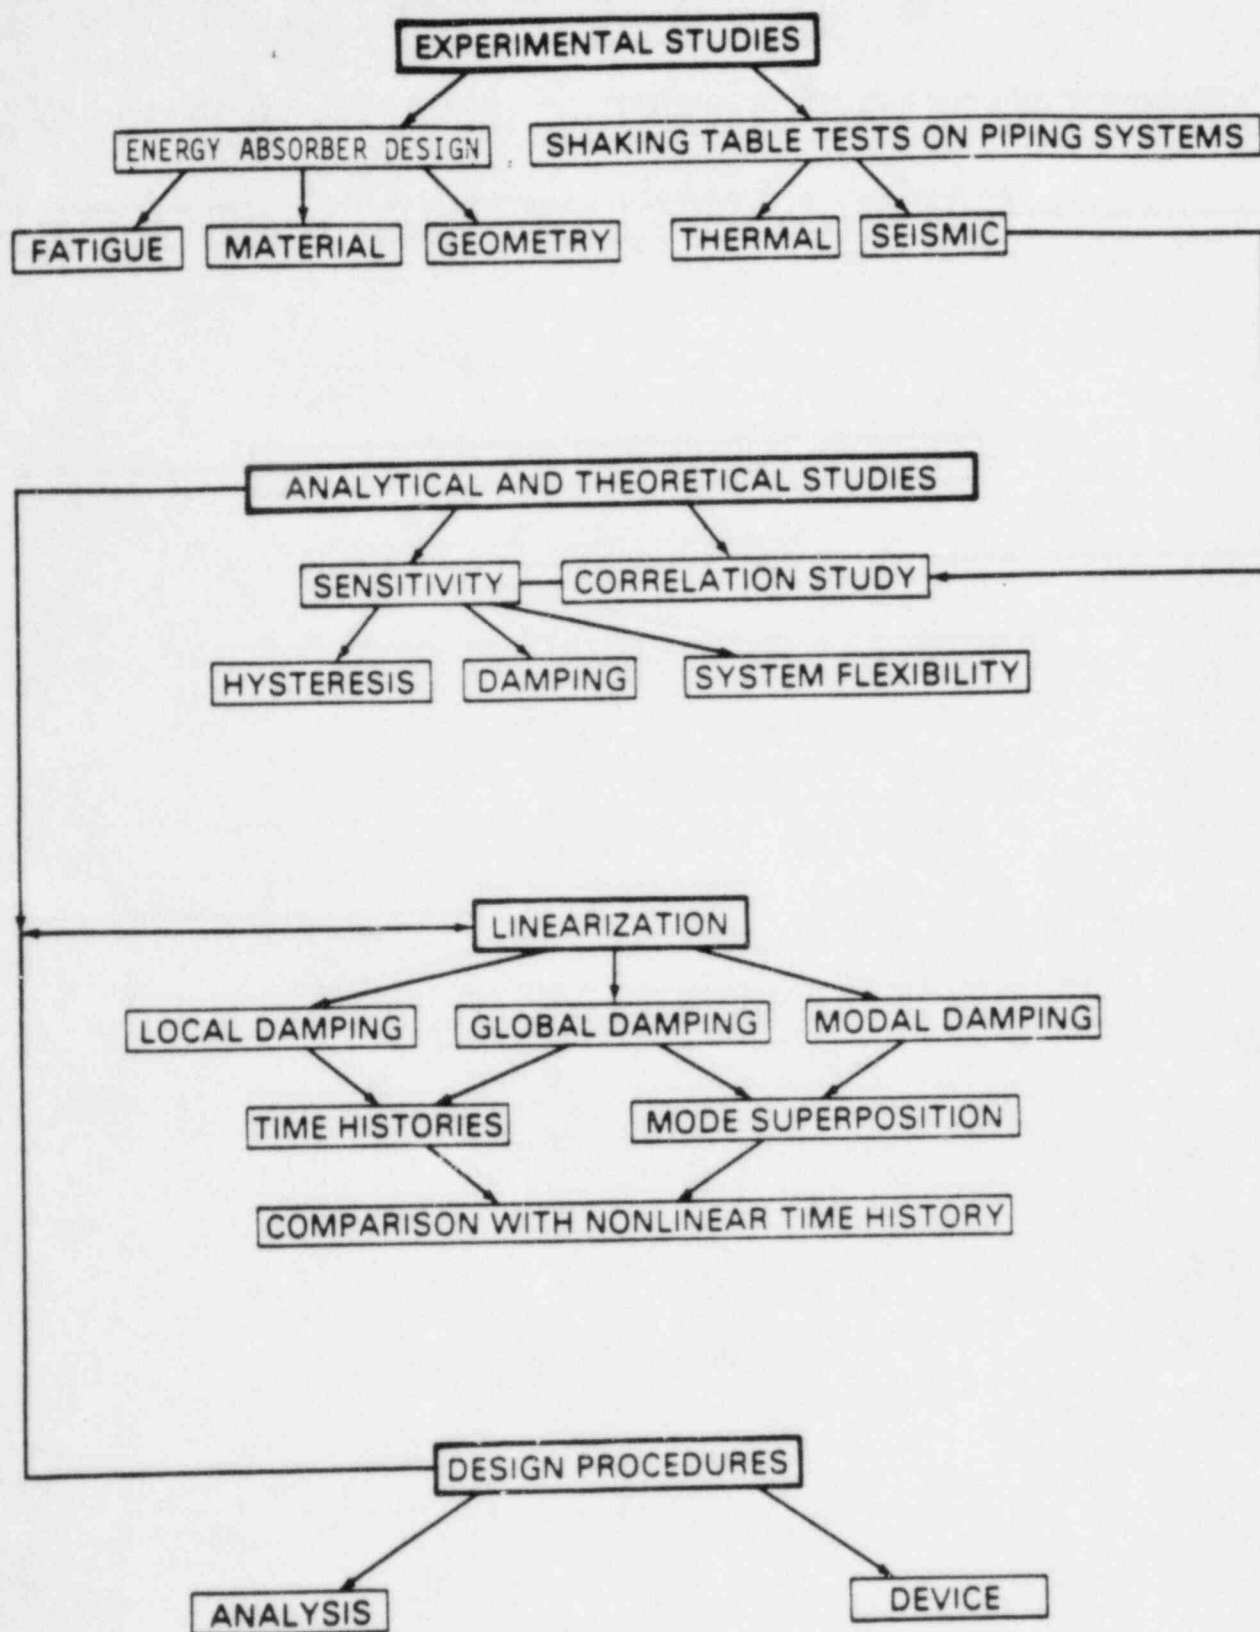 EXPERIMENTAL STUDIES
ENERGY ABSORBER DESIGN
SHAKING TABLE TESTS ON PIPING SYSTEMS
FATIGUE
MATERIAL
GEOMETRY
THERMAL
SEISMIC
ANALYTICAL AND THEORETICAL STUDIES
SENSITIVITY
CORRELATION STUDY
HYSTERESIS
DAMPING
SYSTEM FLEXIBILITY
LINEARIZATION
LOCAL DAMPING
GLOBAL DAMPING
MODAL DAMPING
TIME HISTORIES
MODE SUPERPOSITION
COMPARISON WITH NONLINEAR TIME HISTORY
DESIGN PROCEDURES
ANALYSIS
DEVICE